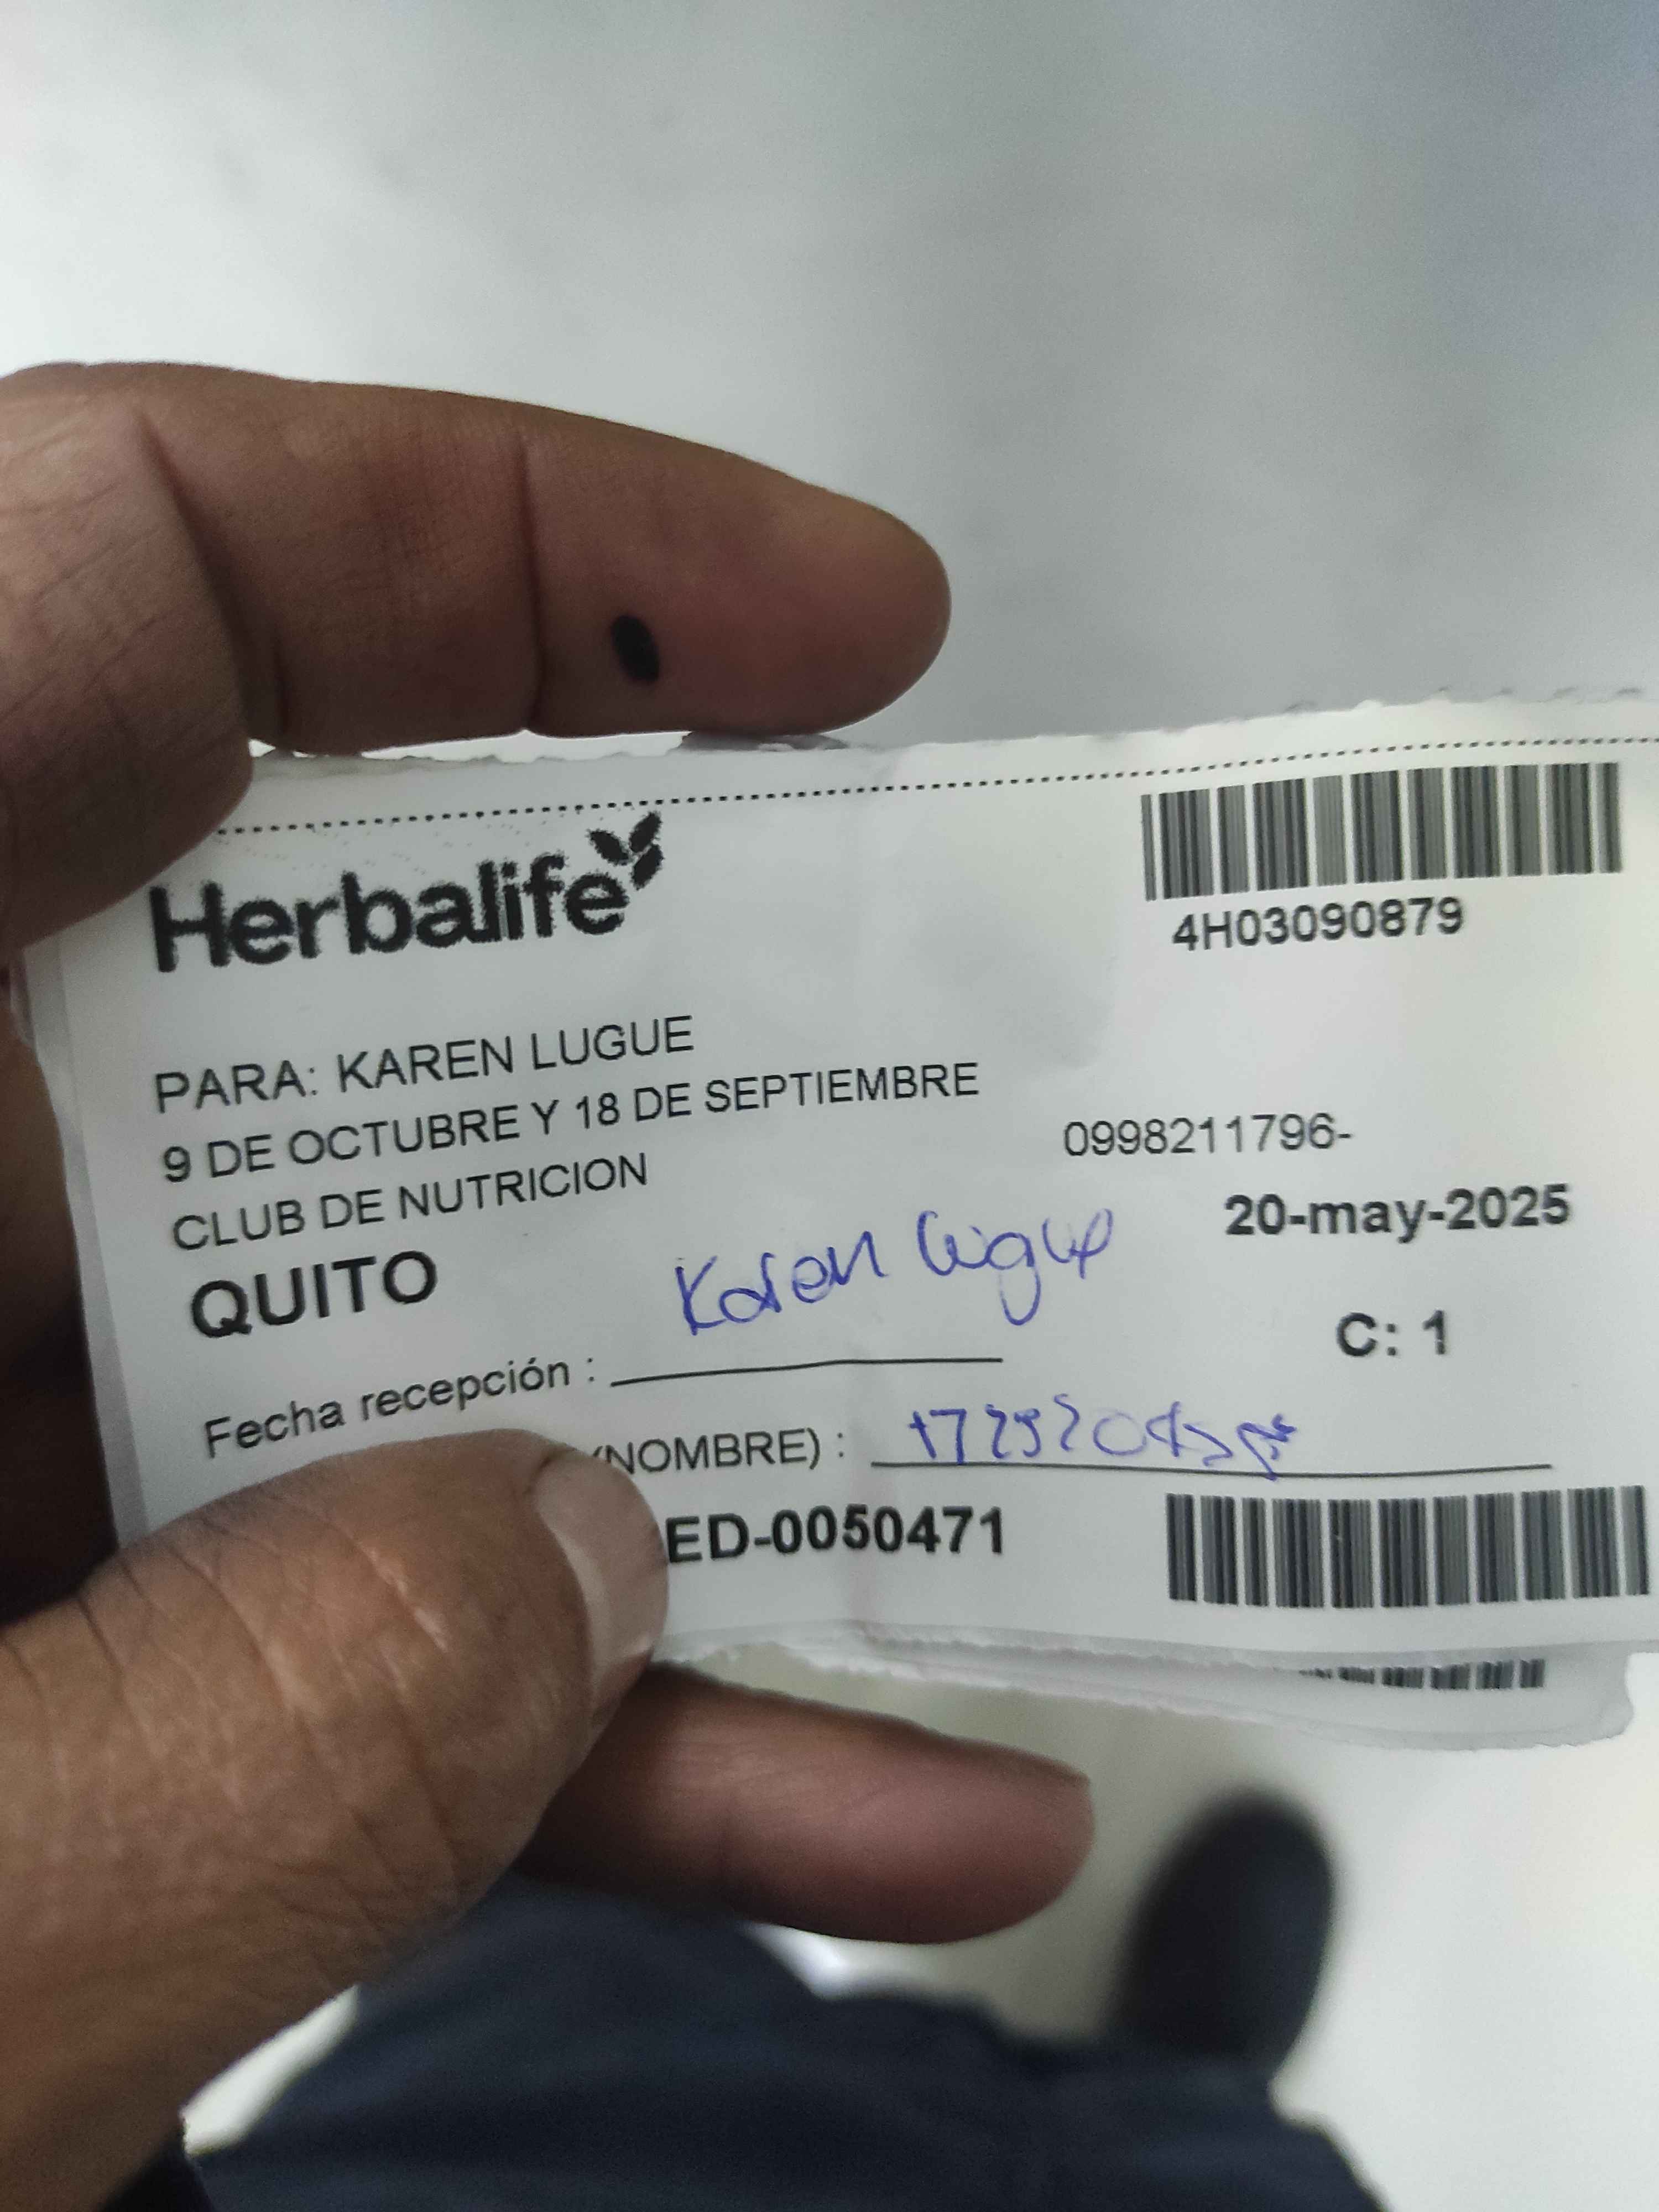 Herbalife
4H03090879
PARA: KAREN LUGUE
9 DE OCTUBRE Y 18 DE SEPTIEMBRE
0998211796-
CLUB DE NUTRICION
20-may-2025
QUITO
Karen Lugue
C: 1
Fecha recepción :
(NOMBRE) :
ED-0050471